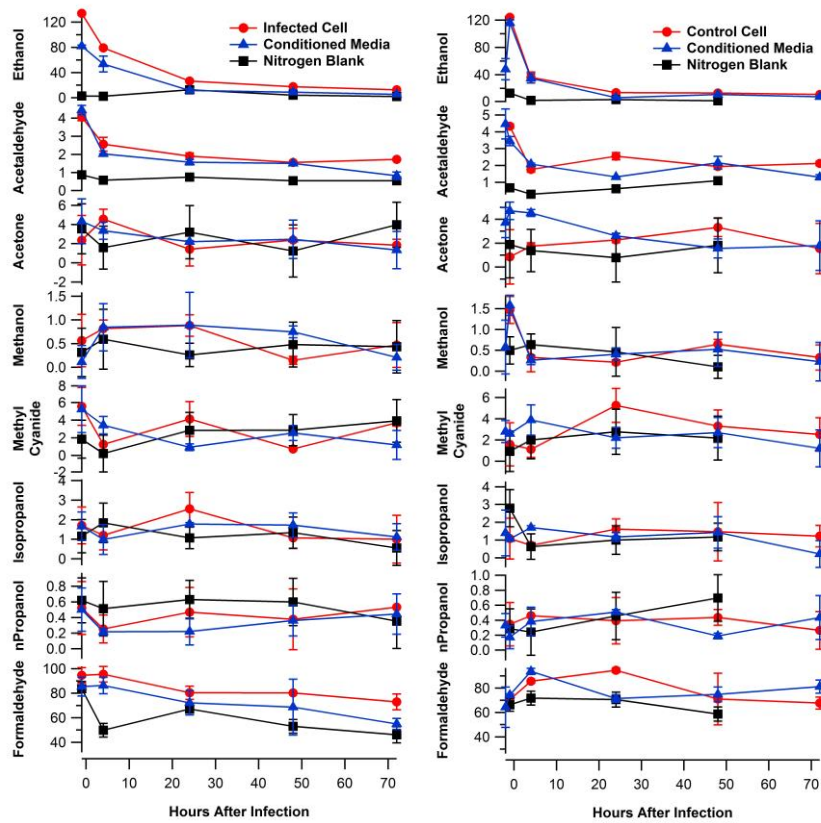 Infected Cell
Conditioned Media
Nitrogen Blank
Ethanol
120
80
40
0
Acetaldehyde
4
3
2
1
0
Acetone
6
4
2
0
-2
Methanol
1.5
1.0
0.5
0.0
Methyl
Cyanide
8
6
4
2
0
-2
Isopropanol
4
3
2
1
0
nPropanol
0.8
0.6
0.4
0.2
0.0
Formaldehyde
100
80
60
40
0 10 20 30 40 50 60 70
Hours After Infection
Control Cell
Conditioned Media
Nitrogen Blank
Ethanol
120
80
40
0
Acetaldehyde
5
4
3
2
1
Acetone
4
2
0
Methanol
1.5
1.0
0.5
0.0
Methyl
Cyanide
6
4
2
0
Isopropanol
4
3
2
1
0
nPropanol
1.0
0.8
0.6
0.4
0.2
0.0
Formaldehyde
80
60
40
0 10 20 30 40 50 60 70
Hours After Infection